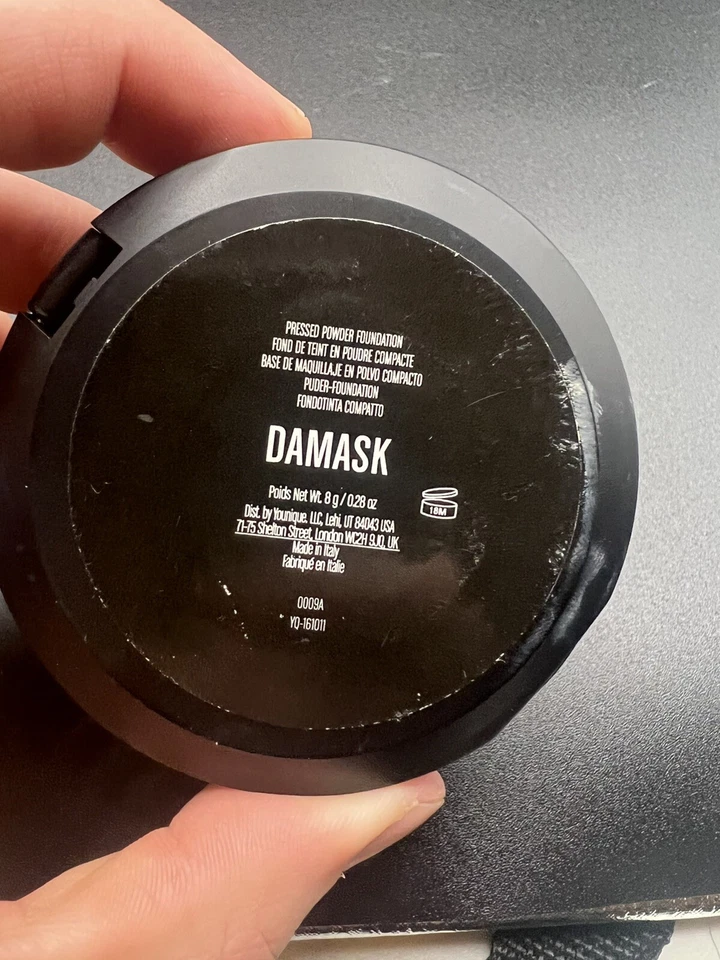 PRESSED POWDER FOUNDATION
FOND DE TEINT EN POUDRE COMPACTE
BASE DE MAQUILLAJE EN POLVO COMPACTO
PUDER-FOUNDATION
FONDOTINTA COMPATTO
DAMASK
Poids Net Wt. 8 g / 0.28 oz
18M
Dist. by Younique. LLC, Lehi, UT 84043 USA
71-75 Shelton Street, London WC2H 9JQ, UK
Made in Italy
Fabriqué en Italie
0009A
YQ-161011